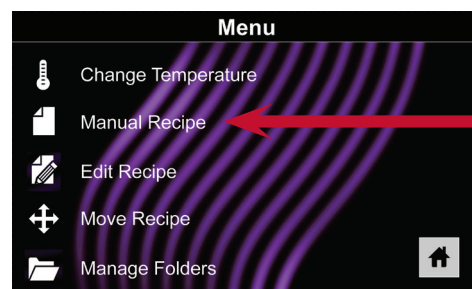 Menu
Change Temperature
Manual Recipe
Edit Recipe
Move Recipe
Manage Folders